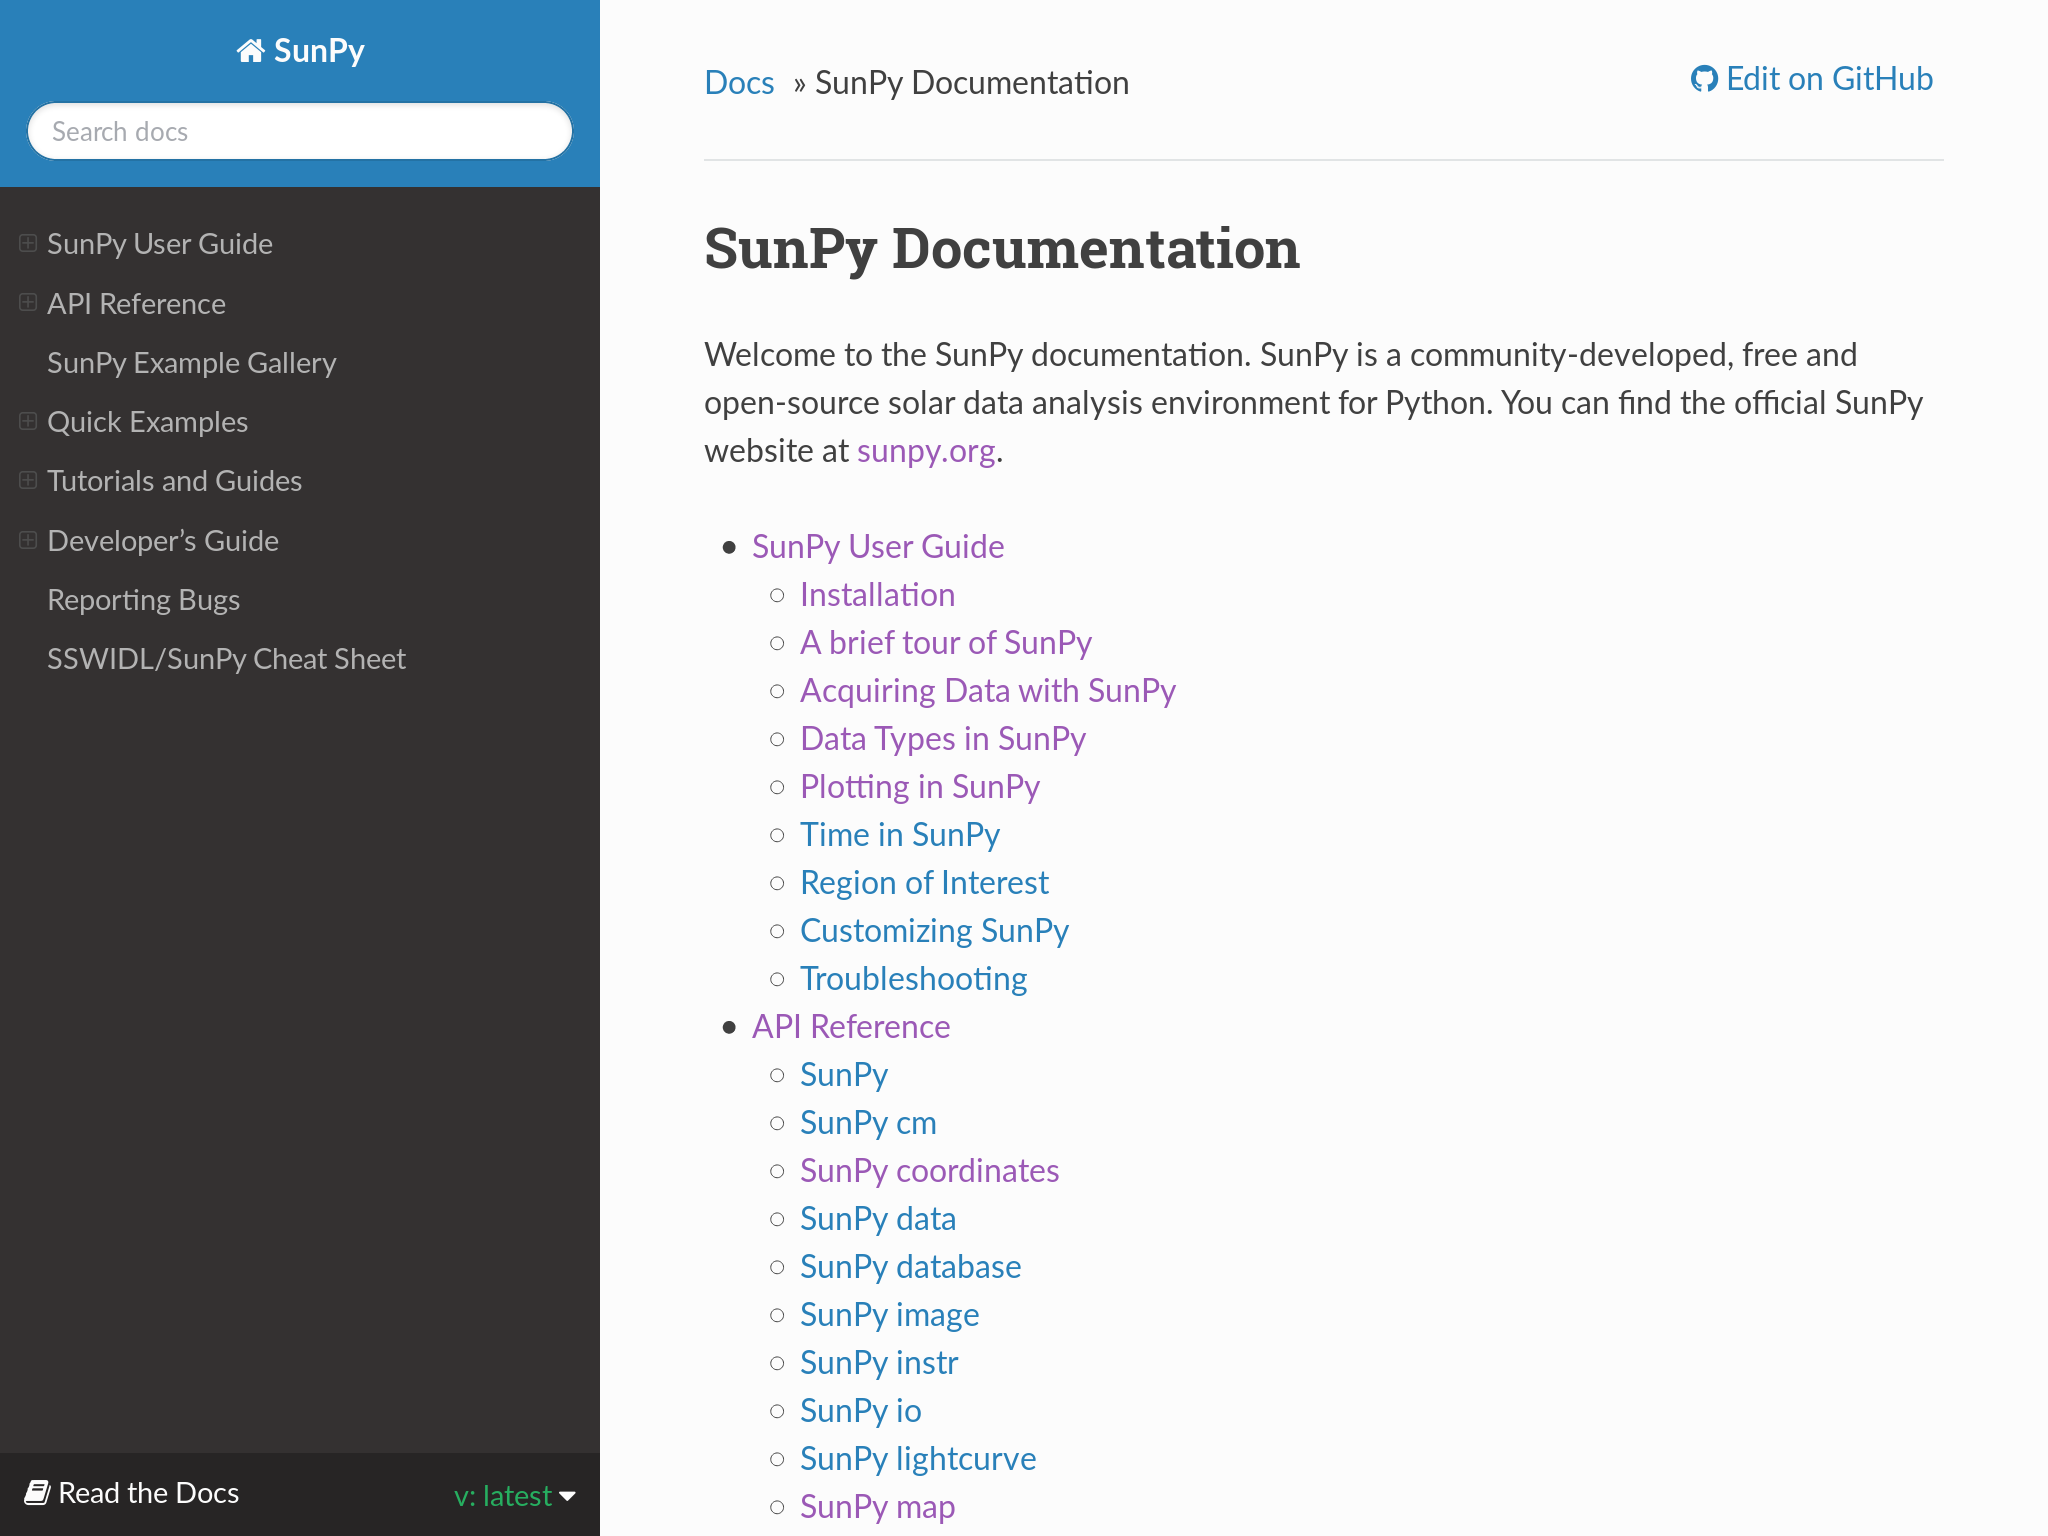 SunPy
Search docs
SunPy User Guide
API Reference
SunPy Example Gallery
Quick Examples
Tutorials and Guides
Developer’s Guide
Reporting Bugs
SSWIDL/SunPy Cheat Sheet
Read the Docs
v: latest
Docs » SunPy Documentation
Edit on GitHub
SunPy Documentation
Welcome to the SunPy documentation. SunPy is a community-developed, free and
open-source solar data analysis environment for Python. You can find the official SunPy
website at sunpy.org.
SunPy User Guide
Installation
A brief tour of SunPy
Acquiring Data with SunPy
Data Types in SunPy
Plotting in SunPy
Time in SunPy
Region of Interest
Customizing SunPy
Troubleshooting
API Reference
SunPy
SunPy cm
SunPy coordinates
SunPy data
SunPy database
SunPy image
SunPy instr
SunPy io
SunPy lightcurve
SunPy map